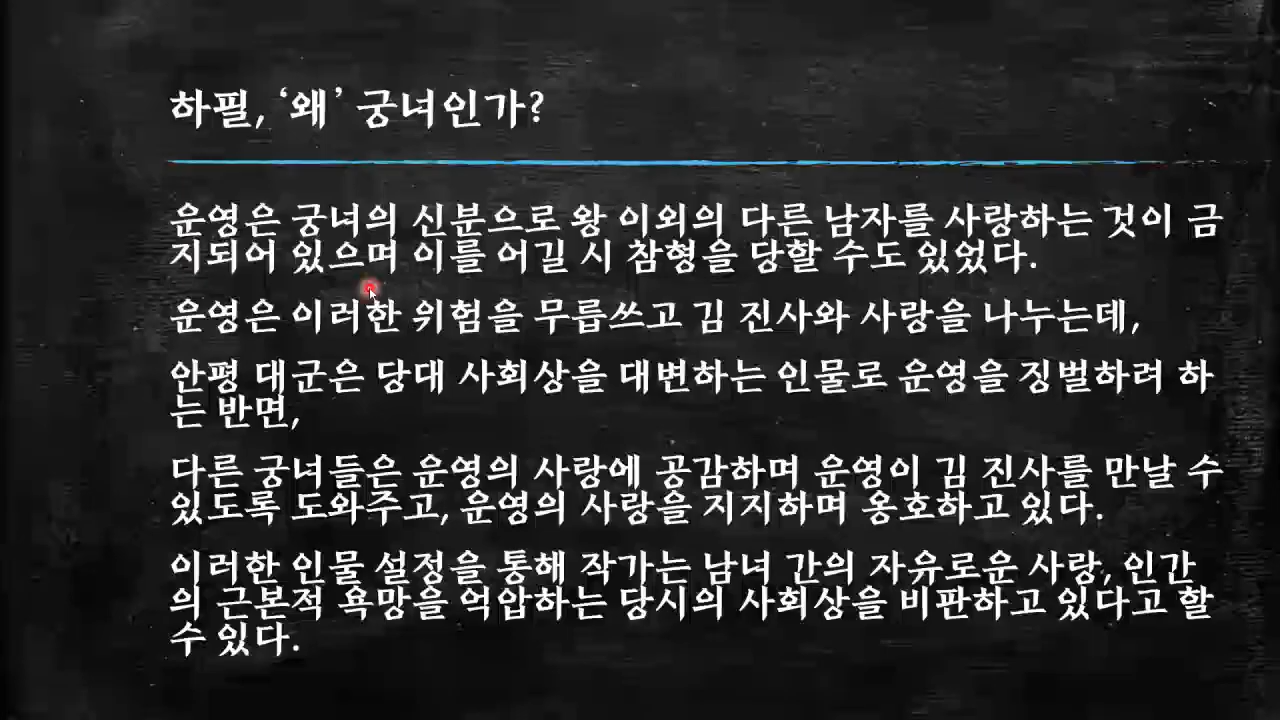 하필, ‘왜’ 궁녀인가?
운영은 궁녀의 신분으로 왕 이외의 다른 남자를 사랑하는 것이 금
지되어 있으며 이를 어길 시 참형을 당할 수도 있었다.
운영은 이러한 위험을 무릅쓰고 김 진사와 사랑을 나누는데,
안평 대군은 당대 사회상을 대변하는 인물로 운영을 징벌하려 하
는 반면,
다른 궁녀들은 운영의 사랑에 공감하며 운영이 김 진사를 만날 수
있도록 도와주고, 운영의 사랑을 지지하며 옹호하고 있다.
이러한 인물 설정을 통해 작가는 남녀 간의 자유로운 사랑, 인간
의 근본적 욕망을 억압하는 당시의 사회상을 비판하고 있다고 할
수 있다.